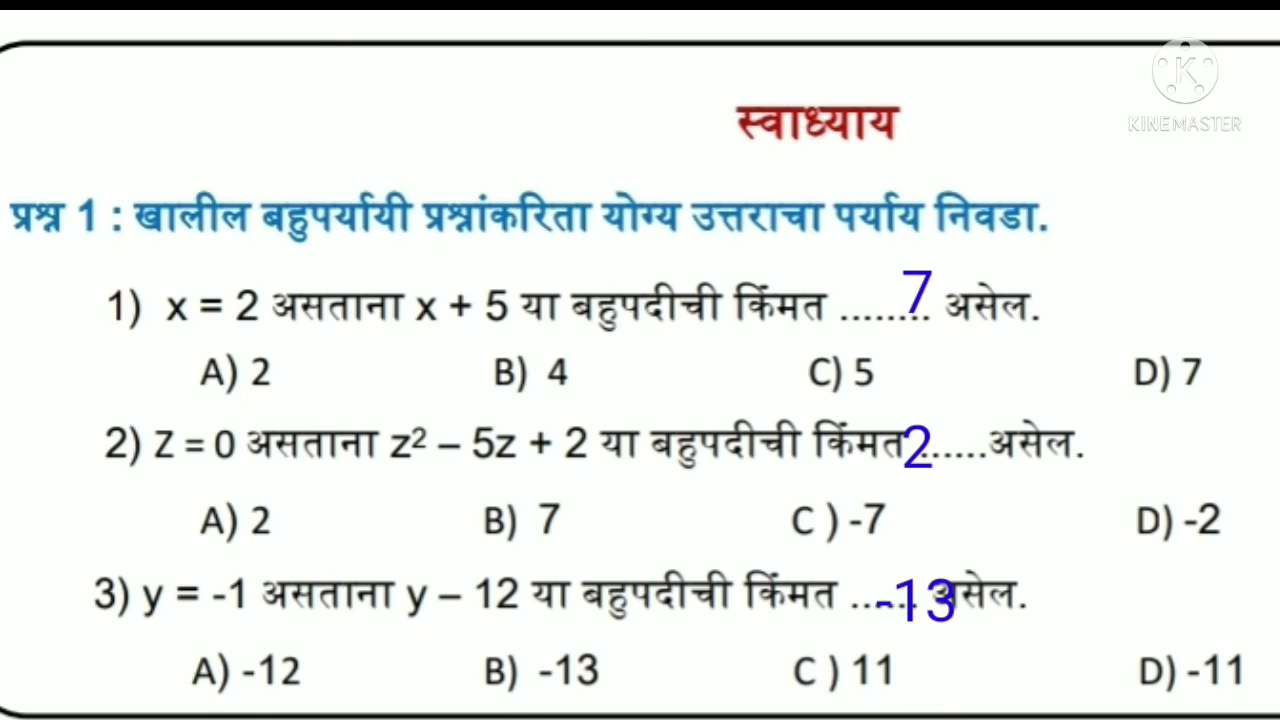 K
KINEMASTER
स्वाध्याय
प्रश्न 1 : खालील बहुपर्यायी प्रश्नांकरिता योग्य उत्तराचा पर्याय निवडा.
1) x = 2 असताना x + 5 या बहुपदीची किंमत ........ 7 असेल.
A) 2 B) 4 C) 5 D) 7
2) Z = 0 असताना z² – 5z + 2 या बहुपदीची किंमत 2 ......असेल.
A) 2 B) 7 C ) -7 D) -2
3) y = -1 असताना y – 12 या बहुपदीची किंमत ...... -13 असेल.
A) -12 B) -13 C ) 11 D) -11